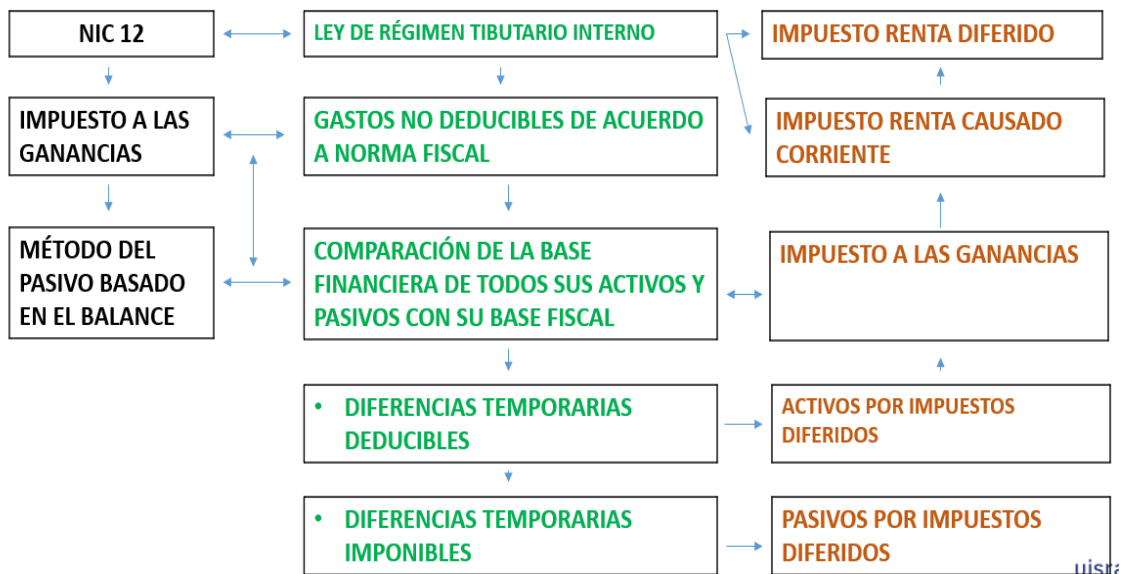 NIC 12
LEY DE RÉGIMEN TIBUTARIO INTERNO
IMPUESTO RENTA DIFERIDO
IMPUESTO A LAS
GANANCIAS
GASTOS NO DEDUCIBLES DE ACUERDO
A NORMA FISCAL
IMPUESTO RENTA CAUSADO
CORRIENTE
MÉTODO DEL
PASIVO BASADO
EN EL BALANCE
COMPARACIÓN DE LA BASE
FINANCIERA DE TODOS SUS ACTIVOS Y
PASIVOS CON SU BASE FISCAL
IMPUESTO A LAS GANANCIAS
• DIFERENCIAS TEMPORARIAS
DEDUCIBLES
ACTIVOS POR IMPUESTOS
DIFERIDOS
• DIFERENCIAS TEMPORARIAS
IMPONIBLES
PASIVOS POR IMPUESTOS
DIFERIDOS